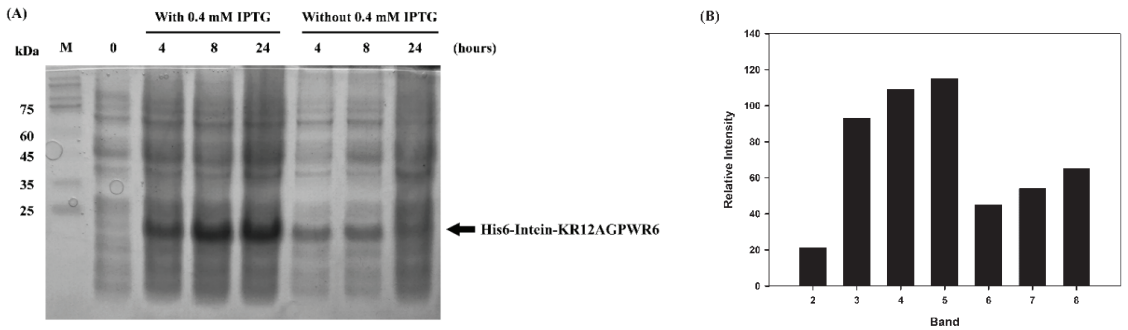 (A)
With 0.4 mM IPTG Without 0.4 mM IPTG
kDa M 0 4 8 24 4 8 24 (hours)
75
60
45
35
25
His6-Intein-KR12AGPWR6
(B)
140
120
100
80
60
40
20
0
Relative Intensity
2 3 4 5 6 7 8
Band